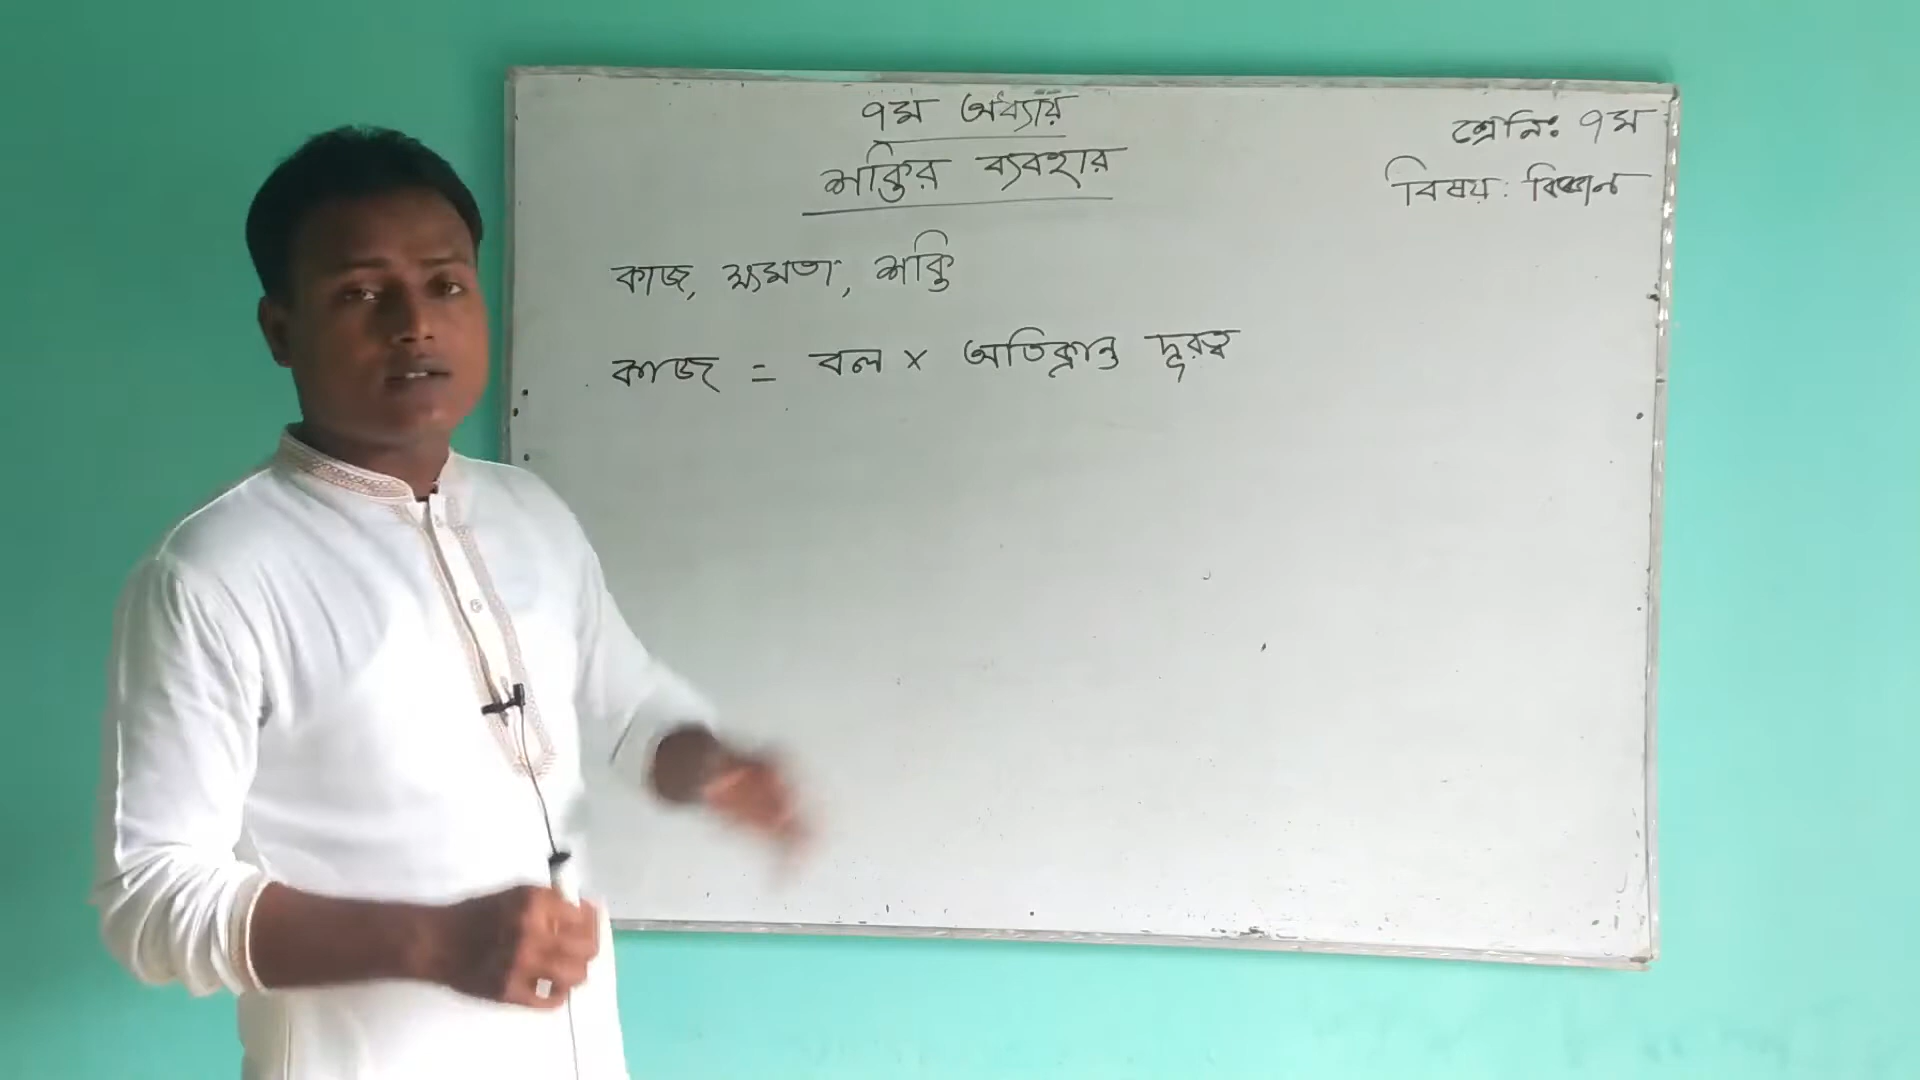 ৭ম অধ্যায়
শক্তির ব্যবহার
শ্রেনিঃ ৭ম
বিষয়: বিজ্ঞান
কাজ, ক্ষমতা, শক্তি
কাজ = বল × অতিক্রান্ত দূরত্ব